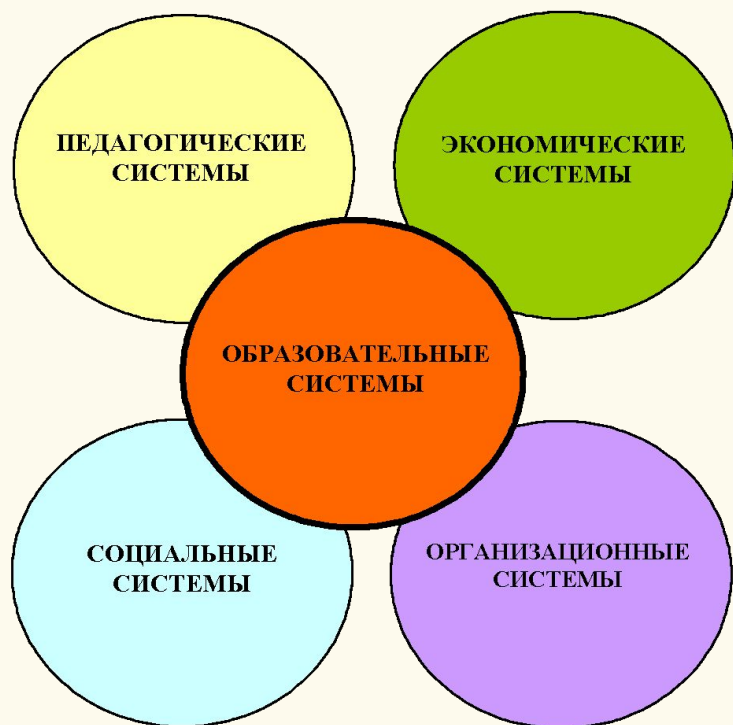 ПЕДАГОГИЧЕСКИЕ
СИСТЕМЫ
ЭКОНОМИЧЕСКИЕ
СИСТЕМЫ
ОБРАЗОВАТЕЛЬНЫЕ
СИСТЕМЫ
СОЦИАЛЬНЫЕ
СИСТЕМЫ
ОРГАНИЗАЦИОННЫЕ
СИСТЕМЫ